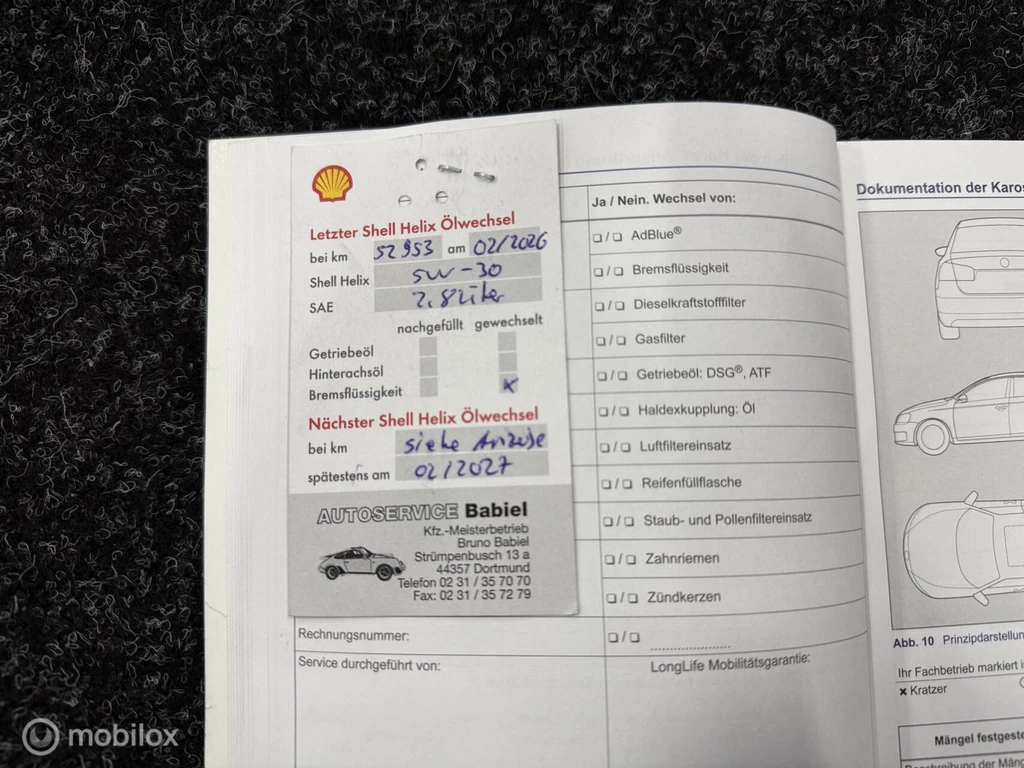 Letzter Shell Helix Ölwechsel
bei km 52953 am 02/2026
Shell Helix 5W-30
SAE 2.8 Liter
nachgefüllt gewechselt
Getriebeöl
Hinterachsöl
Bremsflüssigkeit x
Nächster Shell Helix Ölwechsel
bei km siehe Anzeige
spätestens am 02/2027
AUTOSERVICE Babiel
Kfz.-Meisterbetrieb
Bruno Babiel
Strümpenbusch 13 a
44357 Dortmund
Telefon 02 31 / 35 70 70
Fax: 02 31 / 35 72 79
Ja / Nein. Wechsel von:
❏ / ❏ AdBlue®
❏ / ❏ Bremsflüssigkeit
❏ / ❏ Dieselkraftstofffilter
❏ / ❏ Gasfilter
❏ / ❏ Getriebeöl: DSG®, ATF
❏ / ❏ Haldexkupplung: Öl
❏ / ❏ Luftfiltereinsatz
❏ / ❏ Reifenfüllflasche
❏ / ❏ Staub- und Pollenfiltereinsatz
❏ / ❏ Zahnriemen
❏ / ❏ Zündkerzen
Rechnungsnummer:
❏ / ❏ ....................
Service durchgeführt von:
LongLife Mobilitätsgarantie:
Dokumentation der Karos
Abb. 10 Prinzipdarstellun
Ihr Fachbetrieb markiert i
× Kratzer
Mängel festgeste
Beschreibung der Mäng
mobilox